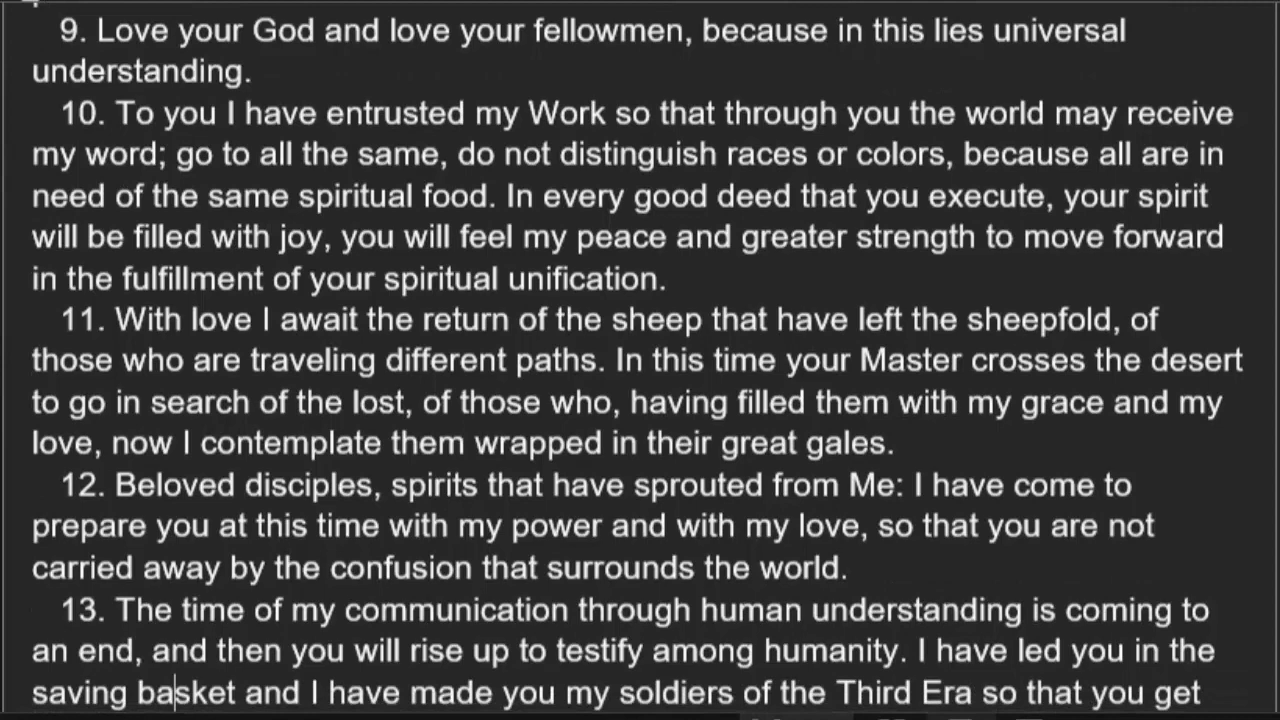 9. Love your God and love your fellowmen, because in this lies universal
understanding.
10. To you I have entrusted my Work so that through you the world may receive
my word; go to all the same, do not distinguish races or colors, because all are in
need of the same spiritual food. In every good deed that you execute, your spirit
will be filled with joy, you will feel my peace and greater strength to move forward
in the fulfillment of your spiritual unification.
11. With love I await the return of the sheep that have left the sheepfold, of
those who are traveling different paths. In this time your Master crosses the desert
to go in search of the lost, of those who, having filled them with my grace and my
love, now I contemplate them wrapped in their great gales.
12. Beloved disciples, spirits that have sprouted from Me: I have come to
prepare you at this time with my power and with my love, so that you are not
carried away by the confusion that surrounds the world.
13. The time of my communication through human understanding is coming to
an end, and then you will rise up to testify among humanity. I have led you in the
saving basket and I have made you my soldiers of the Third Era so that you get